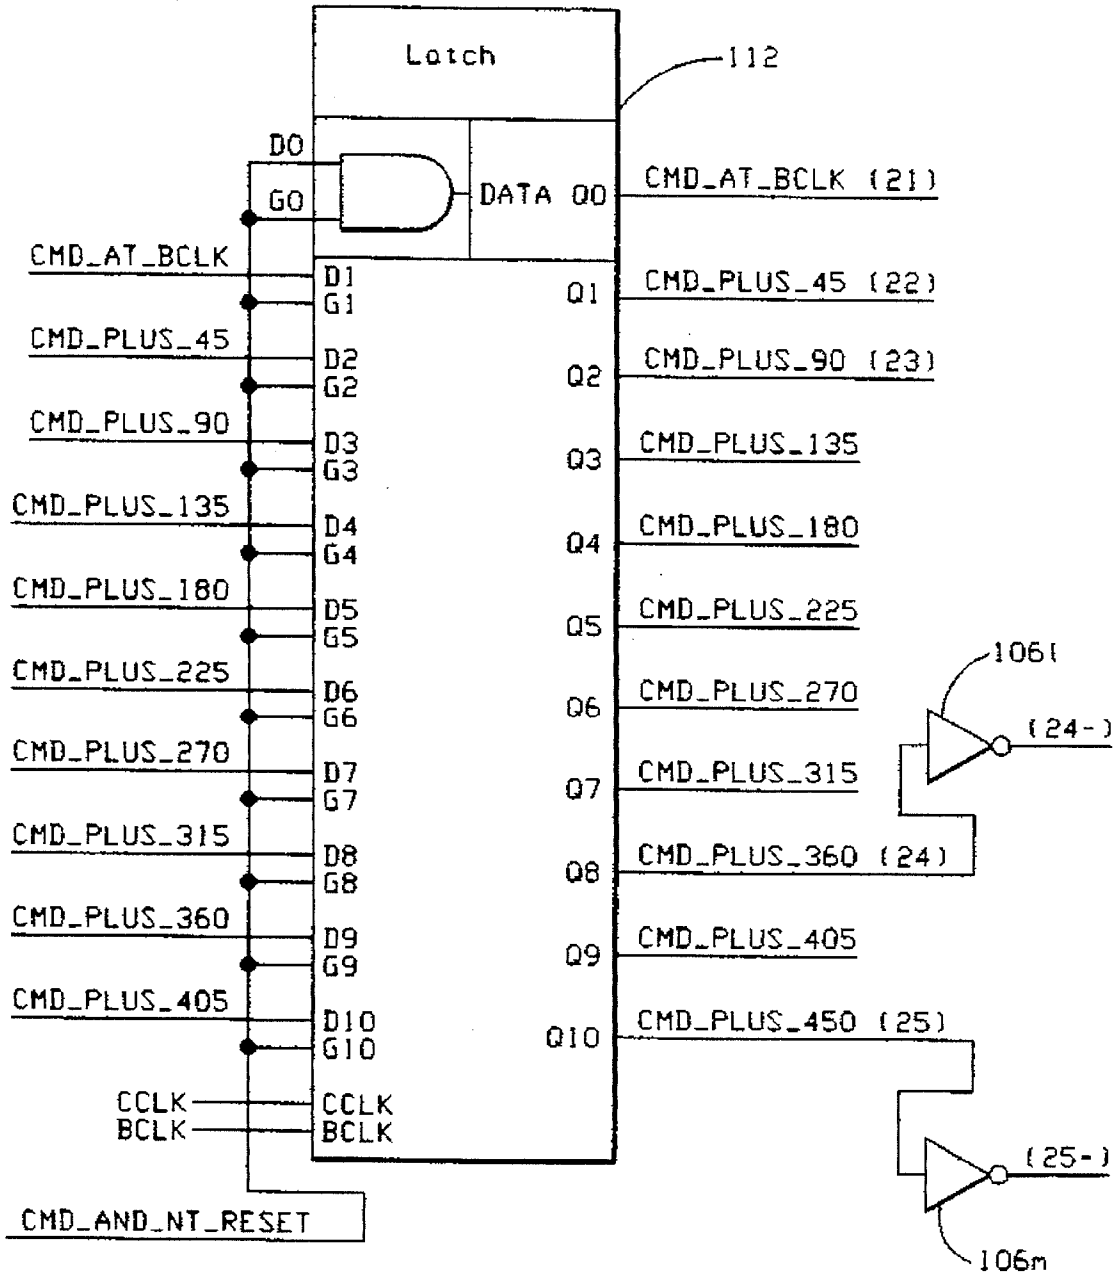 Latch
112
D0
G0
DATA Q0
CMD_AT_BCLK (21)
CMD_AT_BCLK
D1
G1
Q1
CMD_PLUS_45 (22)
CMD_PLUS_45
D2
G2
Q2
CMD_PLUS_90 (23)
CMD_PLUS_90
D3
G3
Q3
CMD_PLUS_135
CMD_PLUS_135
D4
G4
Q4
CMD_PLUS_180
CMD_PLUS_180
D5
G5
Q5
CMD_PLUS_225
CMD_PLUS_225
D6
G6
Q6
CMD_PLUS_270
106l
(24-)
CMD_PLUS_270
D7
G7
Q7
CMD_PLUS_315
CMD_PLUS_315
D8
G8
Q8
CMD_PLUS_360 (24)
CMD_PLUS_360
D9
G9
Q9
CMD_PLUS_405
CMD_PLUS_405
D10
G10
Q10
CMD_PLUS_450 (25)
CCLK
CCLK
BCLK
BCLK
(25-)
CMD_AND_NT_RESET
106m